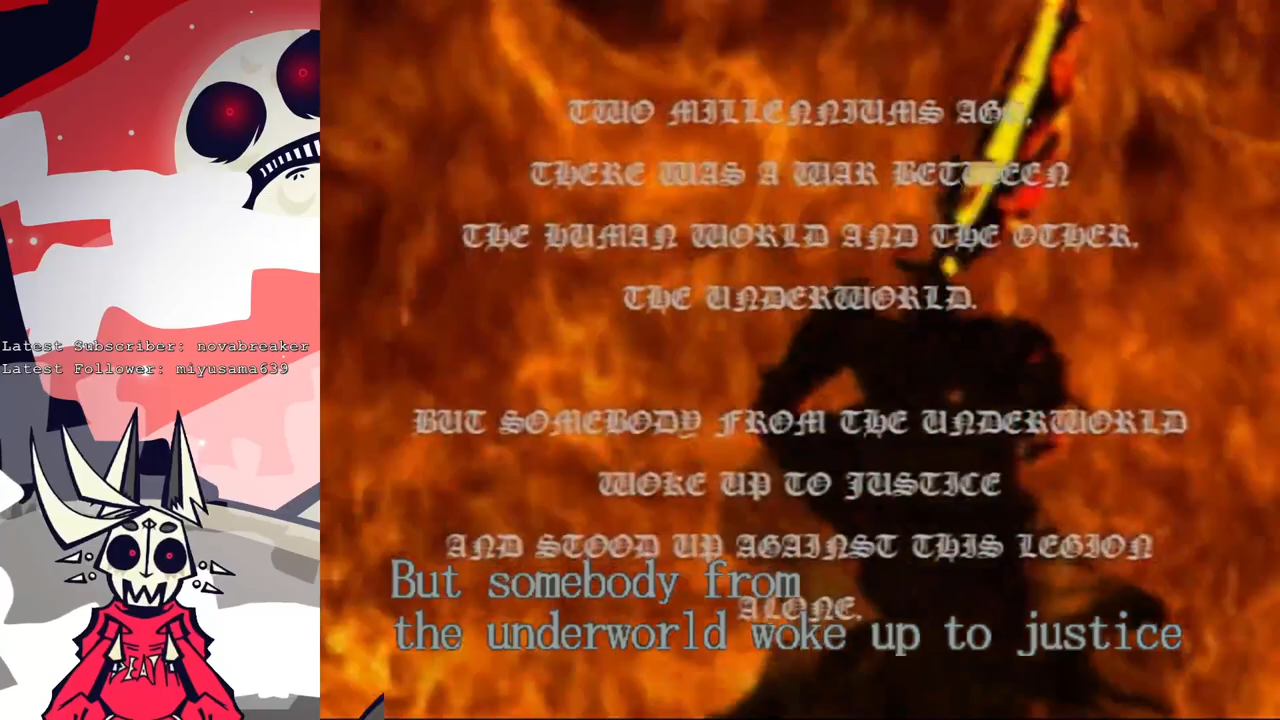 TWO MILLENNIUMS AGO,
THERE WAS A WAR BETWEEN
THE HUMAN WORLD AND THE OTHER,
THE UNDERWORLD.
BUT SOMEBODY FROM THE UNDERWORLD
WOKE UP TO JUSTICE
AND STOOD UP AGAINST THIS LEGION
ALONE.
But somebody from
the underworld woke up to justice
Latest Subscriber: novabreaker
Latest Follower: miyusama639